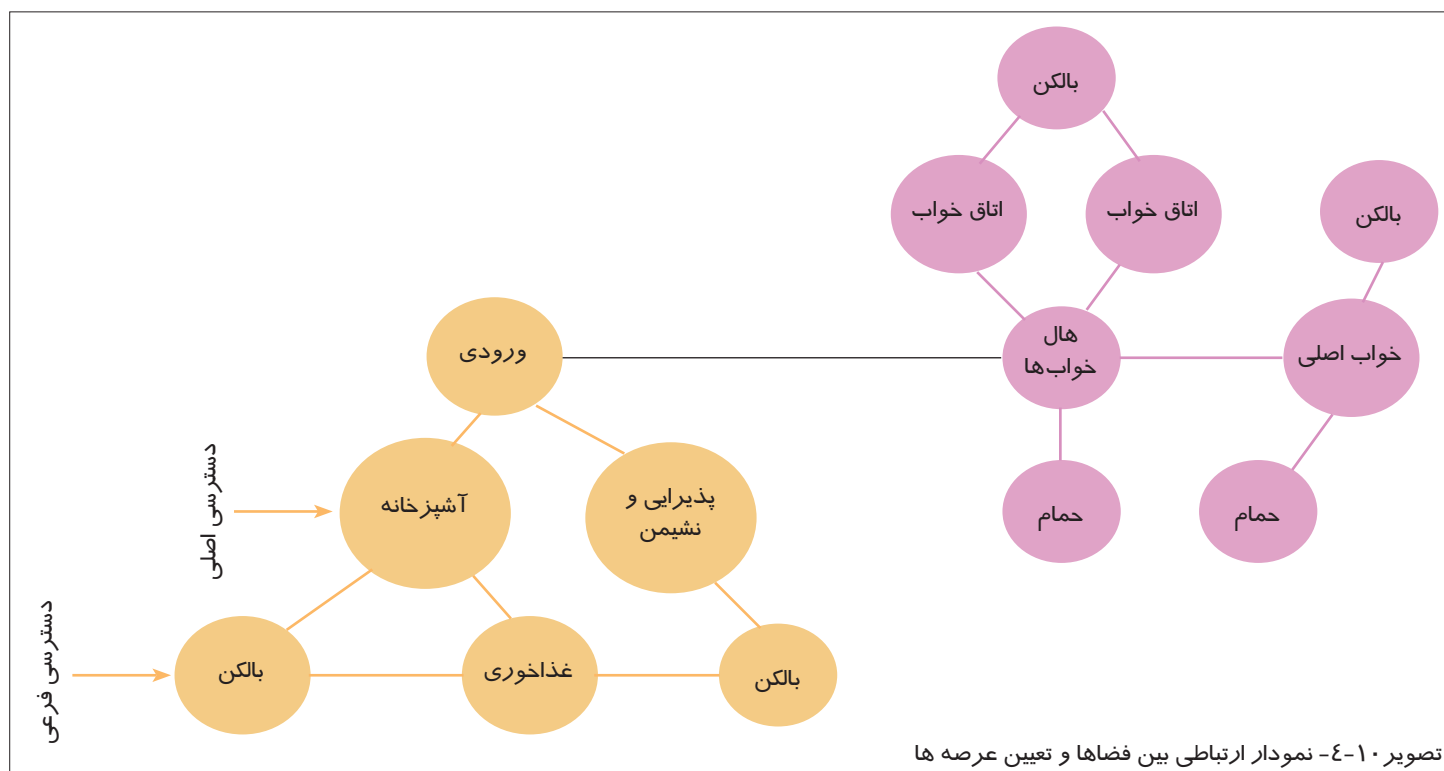 بالکن
اتاق خواب
اتاق خواب
بالکن
هال
خواب‌ها
خواب اصلی
حمام
حمام
ورودی
پذیرایی و
نشیمن
آشپزخانه
دسترسی اصلی
بالکن
غذاخوری
بالکن
دسترسی فرعی
تصویر ۱۰-٤- نمودار ارتباطی بین فضاها و تعیین عرصه ها